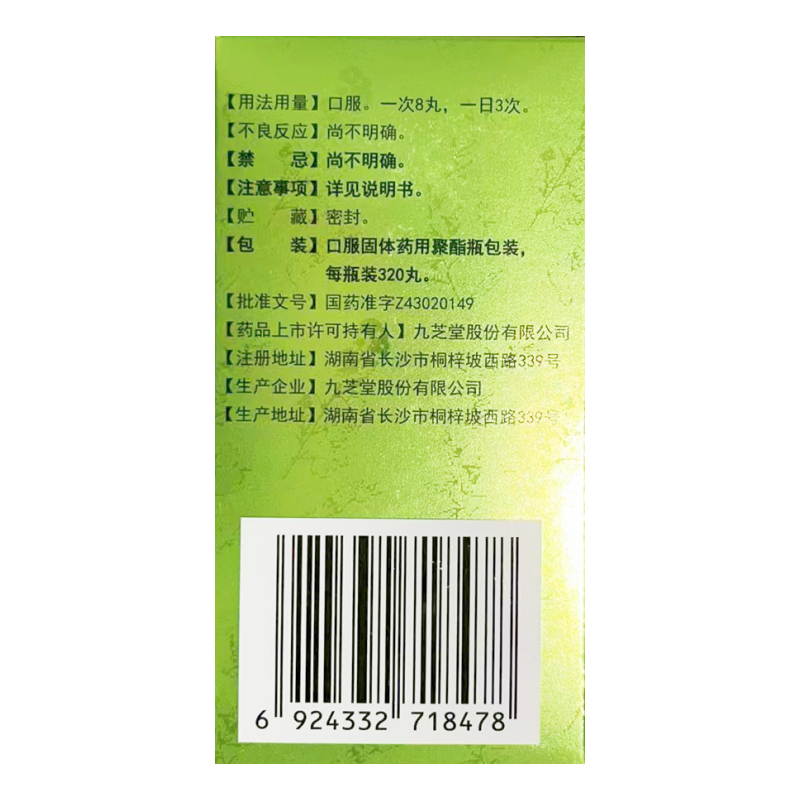 【用法用量】口服。一次8丸，一日3次。
【不良反应】尚不明确。
【禁　　忌】尚不明确。
【注意事项】详见说明书。
【贮　　藏】密封。
【包　　装】口服固体药用聚酯瓶包装，
每瓶装320丸。
【批准文号】国药准字Z43020149
【药品上市许可持有人】九芝堂股份有限公司
【注册地址】湖南省长沙市桐梓坡西路339号
【生产企业】九芝堂股份有限公司
【生产地址】湖南省长沙市桐梓坡西路339号
6 924332 718478